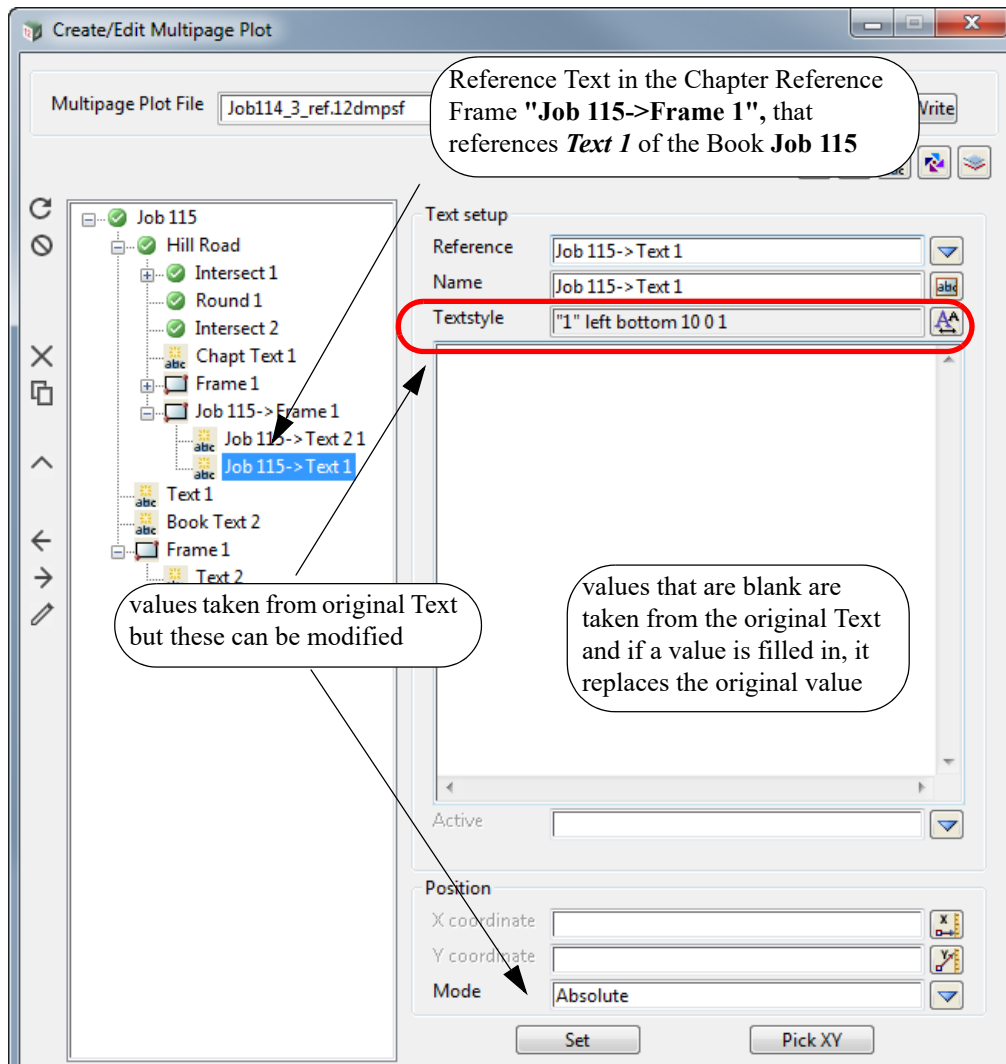 Create/Edit Multipage Plot
Reference Text in the Chapter Reference
Frame "Job 115->Frame 1", that
references Text 1 of the Book Job 115
Multipage Plot File Job114_3_ref.12dmpsf
Job 115
Hill Road
Intersect 1
Round 1
Intersect 2
Chapt Text 1
Frame 1
Job 115->Frame 1
Job 115->Text 2 1
Job 115->Text 1
Text 1
Book Text 2
Frame 1
Text 2
Text setup
Reference Job 115->Text 1
Name Job 115->Text 1
Textstyle "1" left bottom 10 0 1
values taken from original Text
but these can be modified
values that are blank are
taken from the original Text
and if a value is filled in, it
replaces the original value
Active
Position
X coordinate
Y coordinate
Mode Absolute
Set Pick XY